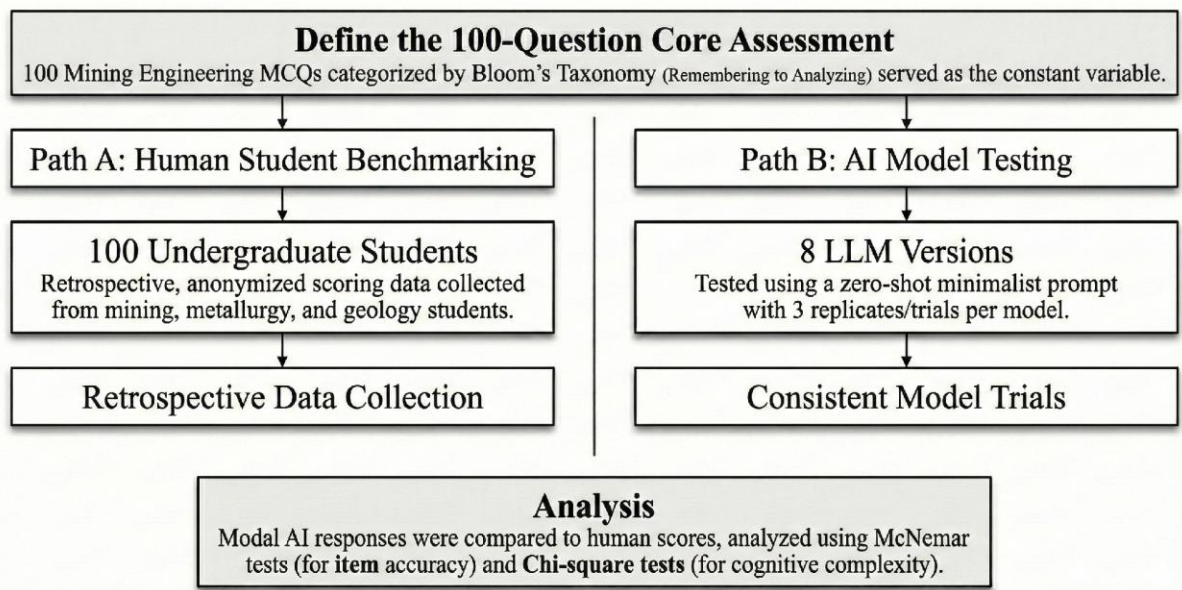 Define the 100-Question Core Assessment
100 Mining Engineering MCQs categorized by Bloom's Taxonomy (Remembering to Analyzing) served as the constant variable.
Path A: Human Student Benchmarking
100 Undergraduate Students
Retrospective, anonymized scoring data collected
from mining, metallurgy, and geology students.
Retrospective Data Collection
Path B: AI Model Testing
8 LLM Versions
Tested using a zero-shot minimalist prompt
with 3 replicates/trials per model.
Consistent Model Trials
Analysis
Modal AI responses were compared to human scores, analyzed using McNemar
tests (for item accuracy) and Chi-square tests (for cognitive complexity).